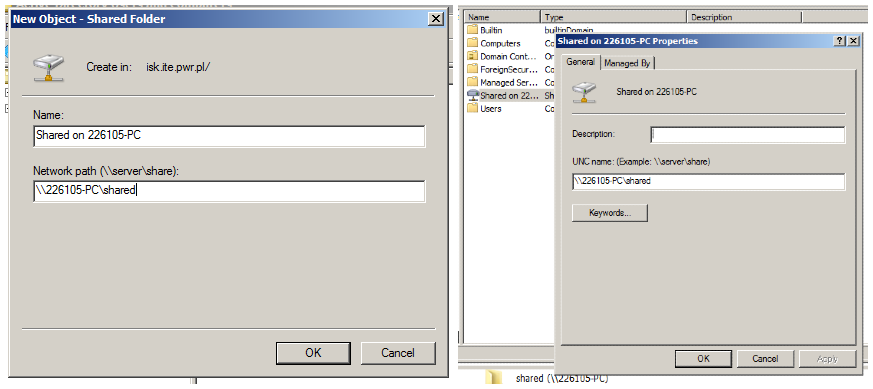 New Object - Shared Folder
Create in: isk.ite.pwr.pl/
Name:
Shared on 226105-PC
Network path (\\server\share):
\\226105-PC\shared
OK Cancel
Name Type Description
Builtin builtinDomain
Computers Co
Domain Cont... Or
ForeignSecur... Co
Managed Ser... Co
Shared on 22... Sh
Users Co
Shared on 226105-PC Properties
General Managed By
Shared on 226105-PC
Description:
UNC name: (Example: \\server\share)
\\226105-PC\shared
Keywords...
OK Cancel Apply
shared (\\226105-PC)